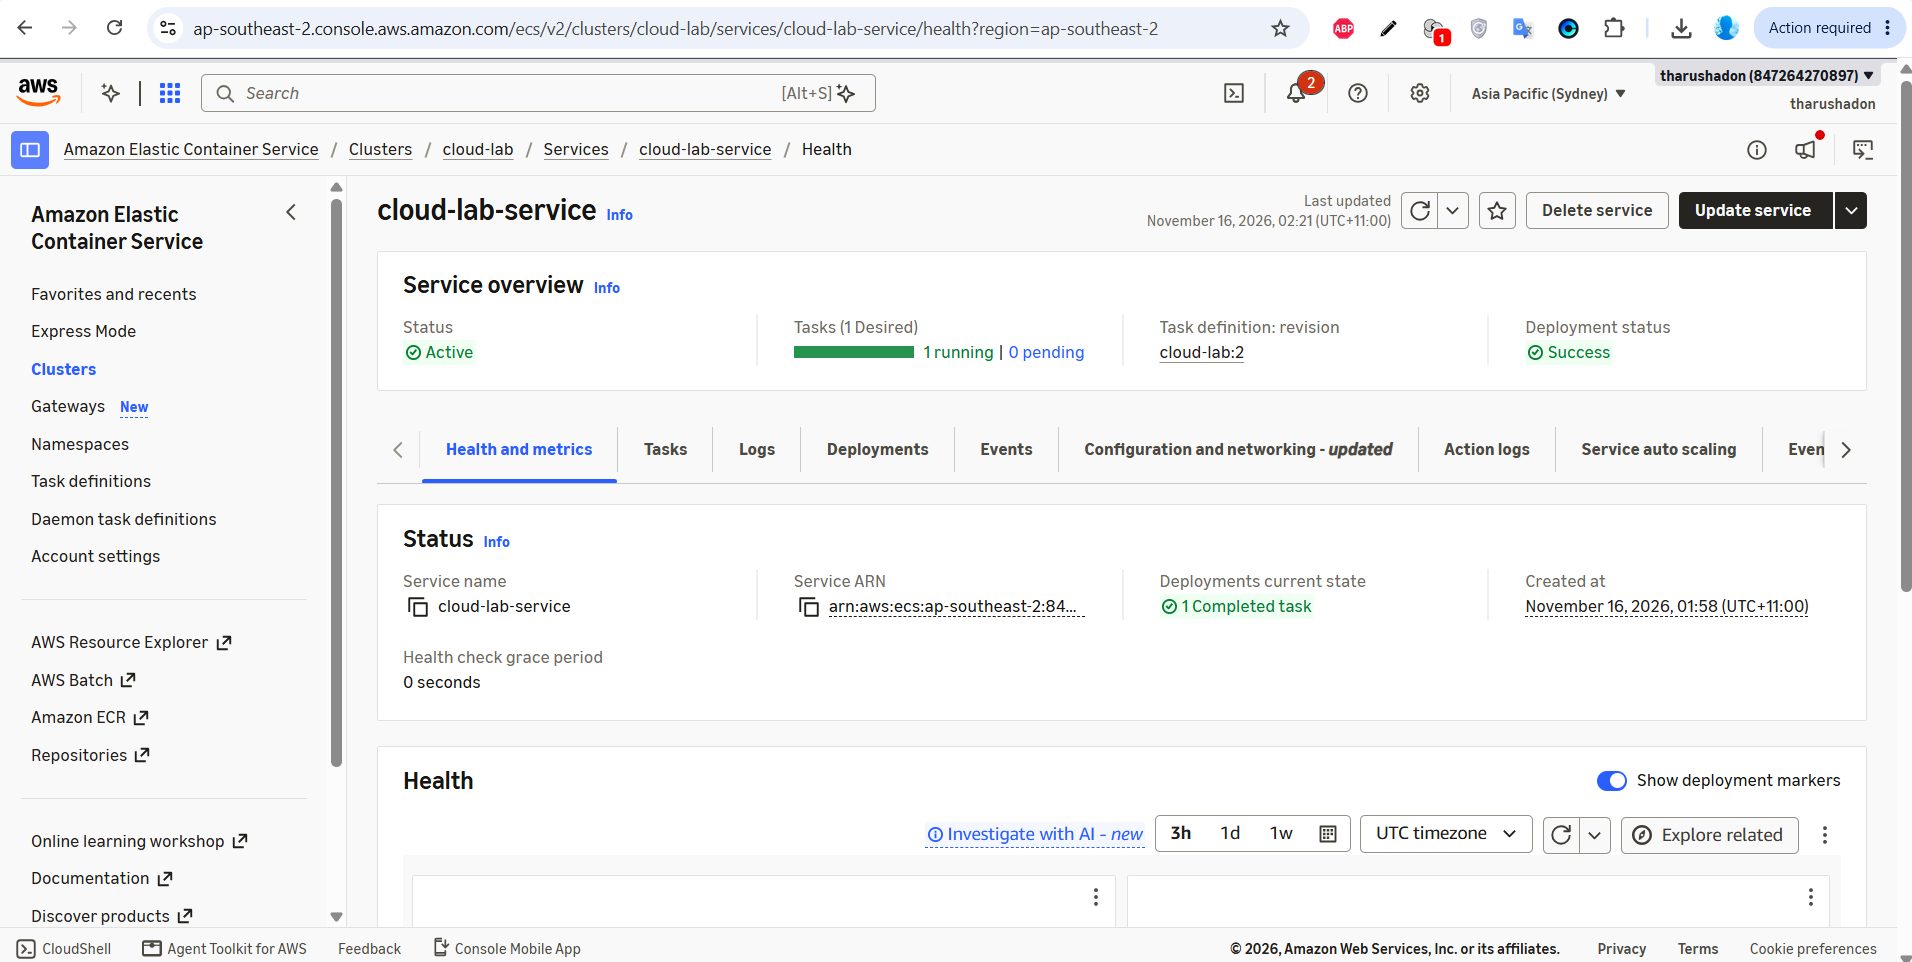 ap-southeast-2.console.aws.amazon.com/ecs/v2/clusters/cloud-lab/services/cloud-lab-service/health?region=ap-southeast-2
ABP
1
Action required
aws
Search
[Alt+S]
2
Asia Pacific (Sydney)
tharushadon (847264270897)
tharushadon
Amazon Elastic Container Service / Clusters / cloud-lab / Services / cloud-lab-service / Health
Amazon Elastic
Container Service
Favorites and recents
Express Mode
Clusters
Gateways New
Namespaces
Task definitions
Daemon task definitions
Account settings
AWS Resource Explorer
AWS Batch
Amazon ECR
Repositories
Online learning workshop
Documentation
Discover products
cloud-lab-service Info
Last updated
November 16, 2026, 02:21 (UTC+11:00)
Delete service
Update service
Service overview Info
Status
Active
Tasks (1 Desired)
1 running | 0 pending
Task definition: revision
cloud-lab:2
Deployment status
Success
Health and metrics
Tasks
Logs
Deployments
Events
Configuration and networking - updated
Action logs
Service auto scaling
Even
Status Info
Service name
cloud-lab-service
Service ARN
arn:aws:ecs:ap-southeast-2:84...
Deployments current state
1 Completed task
Created at
November 16, 2026, 01:58 (UTC+11:00)
Health check grace period
0 seconds
Health
Show deployment markers
Investigate with AI - new
3h 1d 1w
UTC timezone
Explore related
CloudShell
Agent Toolkit for AWS
Feedback
Console Mobile App
© 2026, Amazon Web Services, Inc. or its affiliates.
Privacy
Terms
Cookie preferences